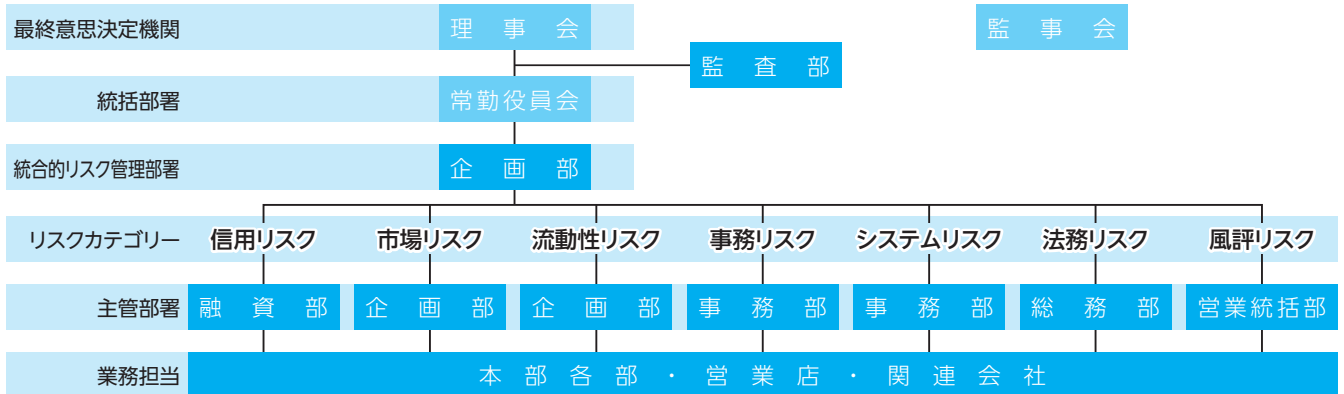 最終意思決定機関 理事会 監事会
監査部
統括部署 常勤役員会
統合的リスク管理部署 企画部
リスクカテゴリー 信用リスク 市場リスク 流動性リスク 事務リスク システムリスク 法務リスク 風評リスク
主管部署 融資部 企画部 企画部 事務部 事務部 総務部 営業統括部
業務担当 本部各部・営業店・関連会社